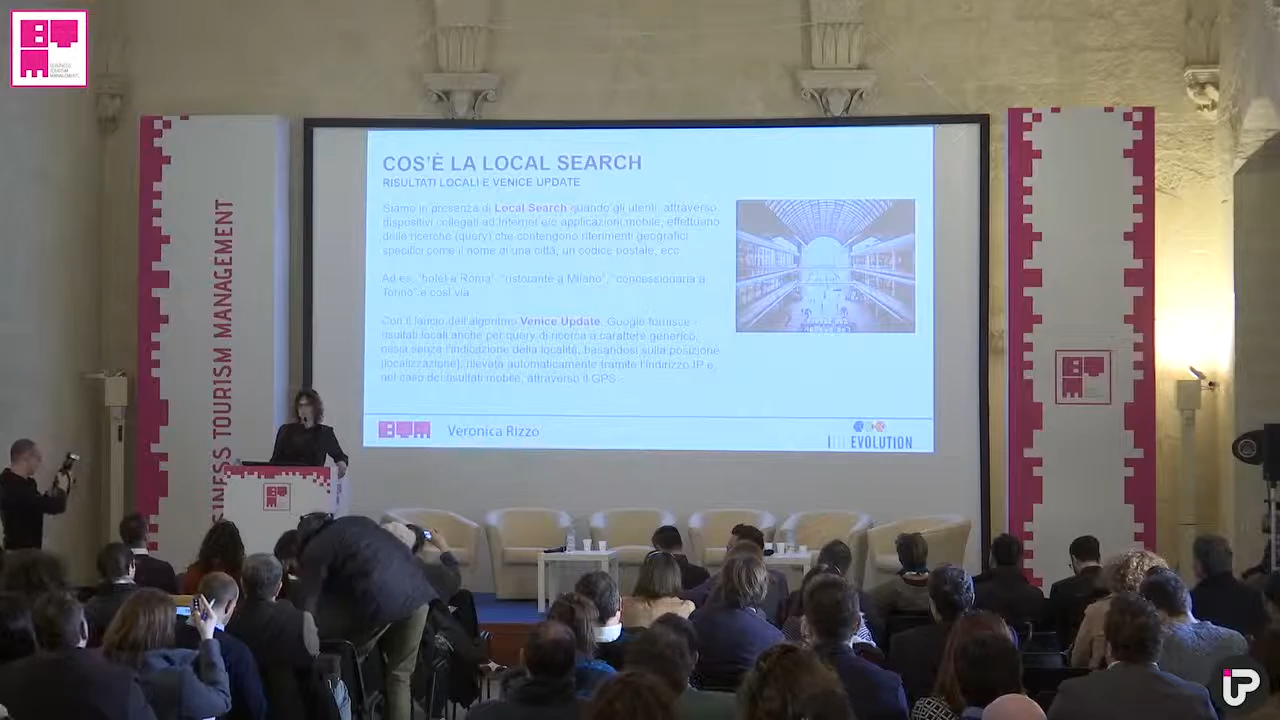 BUSINESS
TOURISM
MANAGEMENT
BUSINESS TOURISM MANAGEMENT
COS'È LA LOCAL SEARCH
RISULTATI LOCALI E VENICE UPDATE
Siamo in presenza di Local Search quando gli utenti, attraverso
dispositivi collegati ad Internet e/o applicazioni mobile, effettuano
delle ricerche (query) che contengono riferimenti geografici
specifici come il nome di una città, un codice postale, ecc.
Ad es. "hotel a Roma", "ristorante a Milano", "concessionaria a
Torino" e così via
Con il lancio dell'algoritmo Venice Update, Google fornisce
risultati locali anche per query di ricerca a carattere generico,
ossia senza l'indicazione della località, basandosi sulla posizione
(localizzazione), rilevata automaticamente tramite l'indirizzo IP e,
nel caso dei risultati mobile, attraverso il GPS
BTM
Veronica Rizzo
EVOLUTION